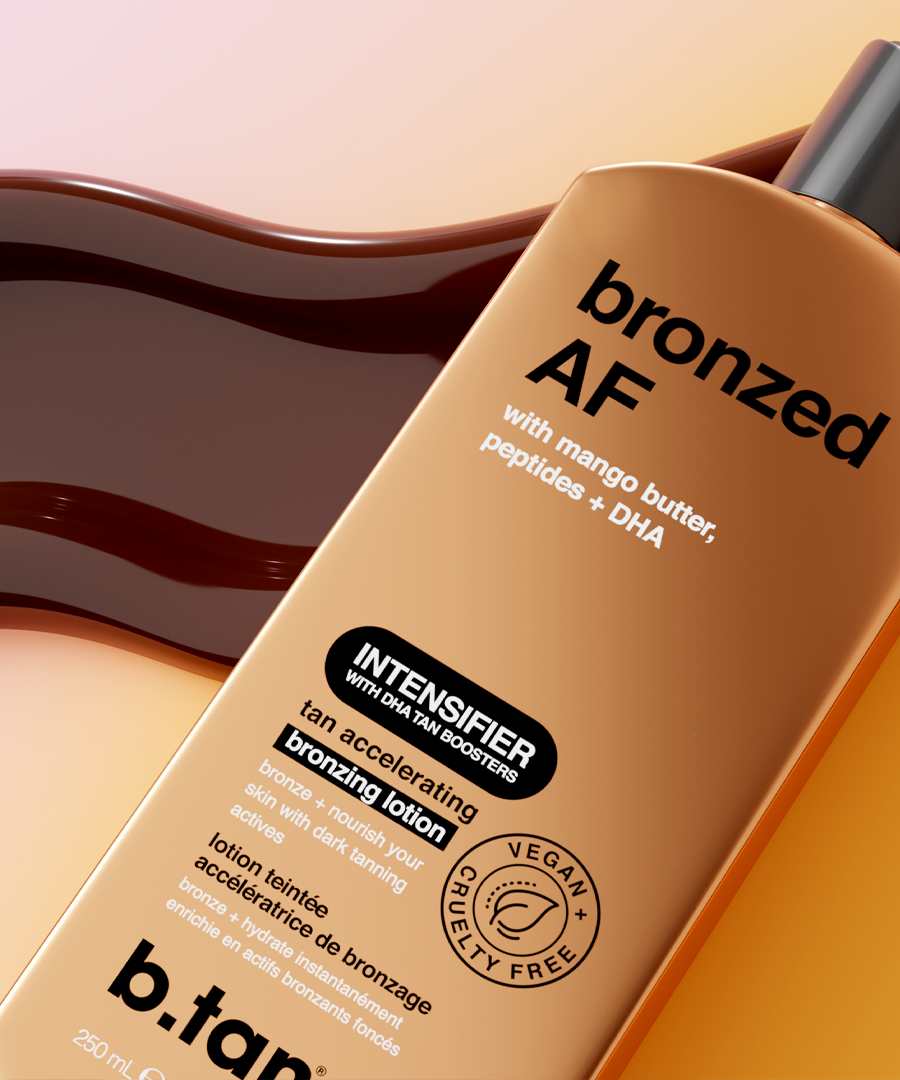 bronzed
AF
with mango butter,
peptides + DHA
INTENSIFIER
WITH DHA TAN BOOSTERS
tan accelerating
bronzing lotion
bronze + nourish your
skin with dark tanning
actives
VEGAN +
CRUELTY FREE
lotion teintée
accélératrice de bronzage
bronze + hydrate instantanément
enrichie en actifs bronzants foncés
b.tan®
250 mL ℮